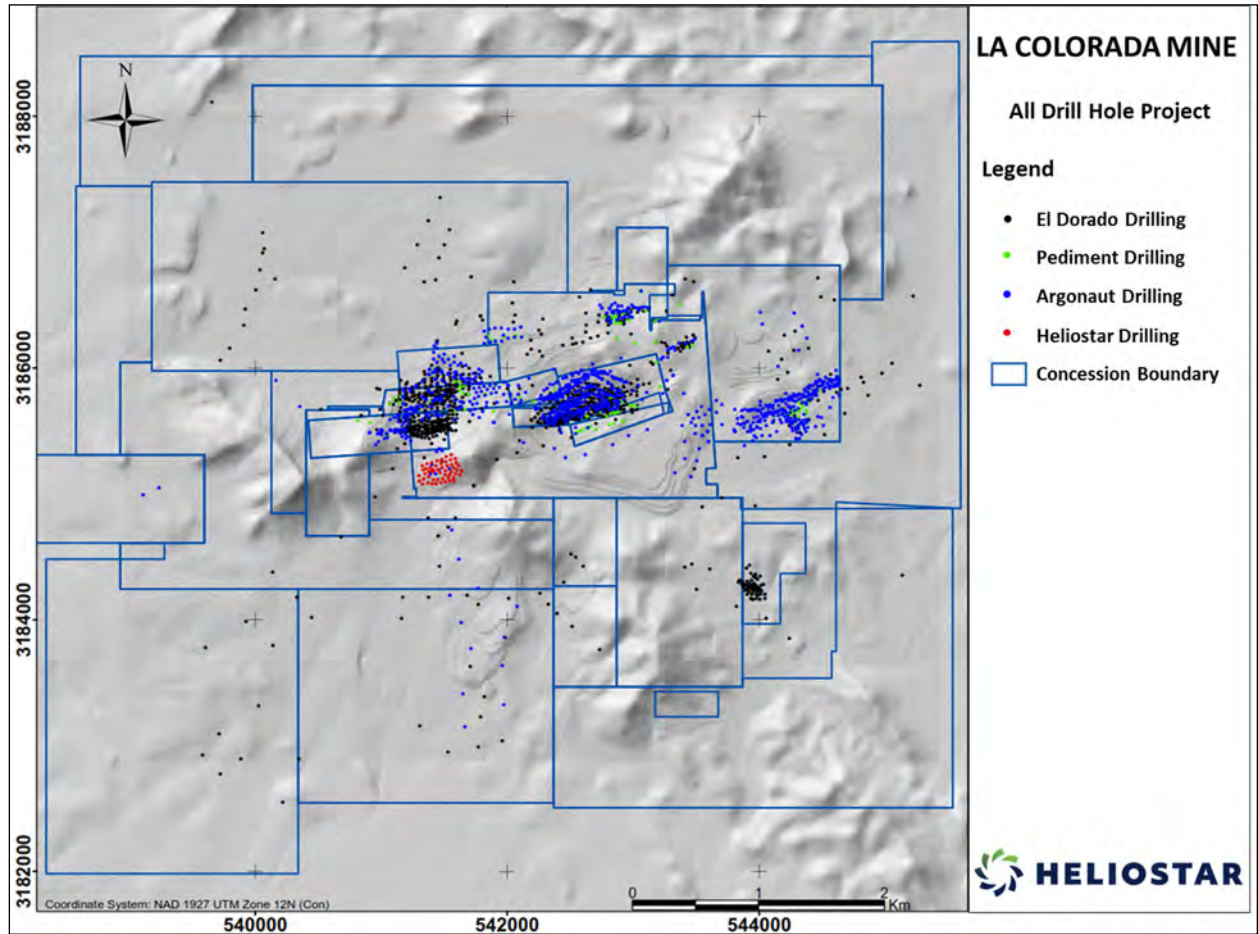 LA COLORADA MINE
All Drill Hole Project
Legend
El Dorado Drilling
Pediment Drilling
Argonaut Drilling
Heliostar Drilling
Concession Boundary
N
3188000
3186000
3184000
3182000
540000
542000
544000
0 1 2
Km
Coordinate System: NAD 1927 UTM Zone 12N (Con)
HELIOSTAR